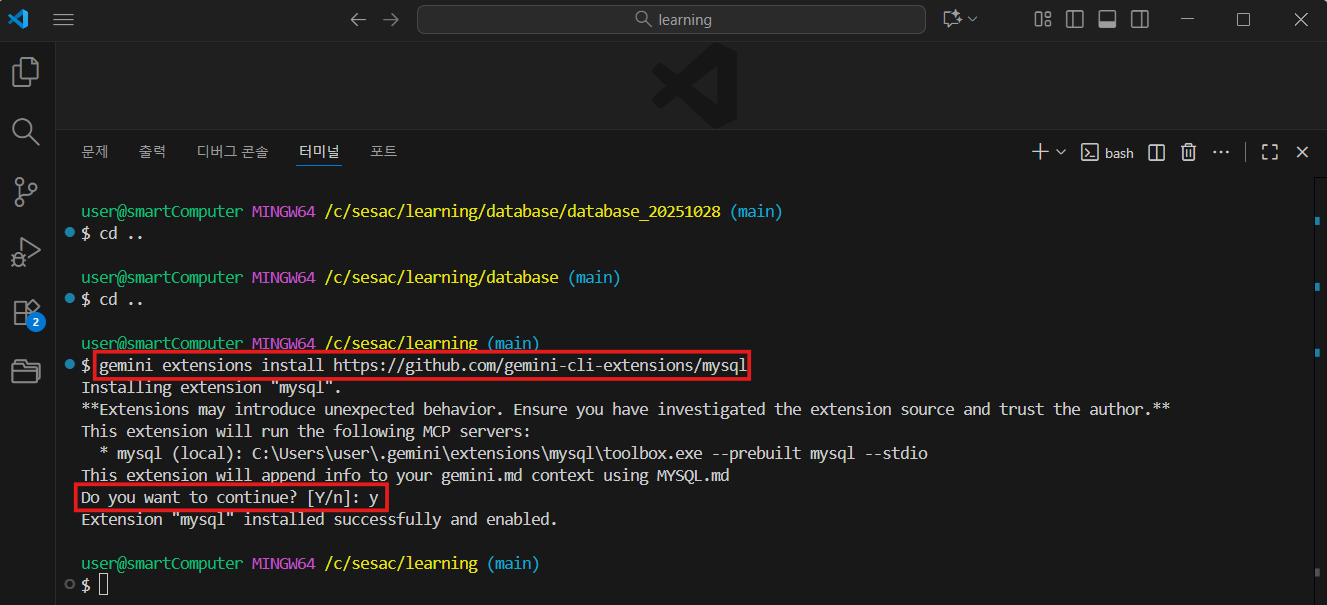 learning
2
문제 출력 디버그 콘솔 터미널 포트 bash
user@smartComputer MINGW64 /c/sesac/learning/database/database_20251028 (main)
$ cd ..
user@smartComputer MINGW64 /c/sesac/learning/database (main)
$ cd ..
user@smartComputer MINGW64 /c/sesac/learning (main)
$ gemini extensions install https://github.com/gemini-cli-extensions/mysql
Installing extension "mysql".
**Extensions may introduce unexpected behavior. Ensure you have investigated the extension source and trust the author.**
This extension will run the following MCP servers:
* mysql (local): C:\Users\user\.gemini\extensions\mysql\toolbox.exe --prebuilt mysql --stdio
This extension will append info to your gemini.md context using MYSQL.md
Do you want to continue? [Y/n]: y
Extension "mysql" installed successfully and enabled.
user@smartComputer MINGW64 /c/sesac/learning (main)
$